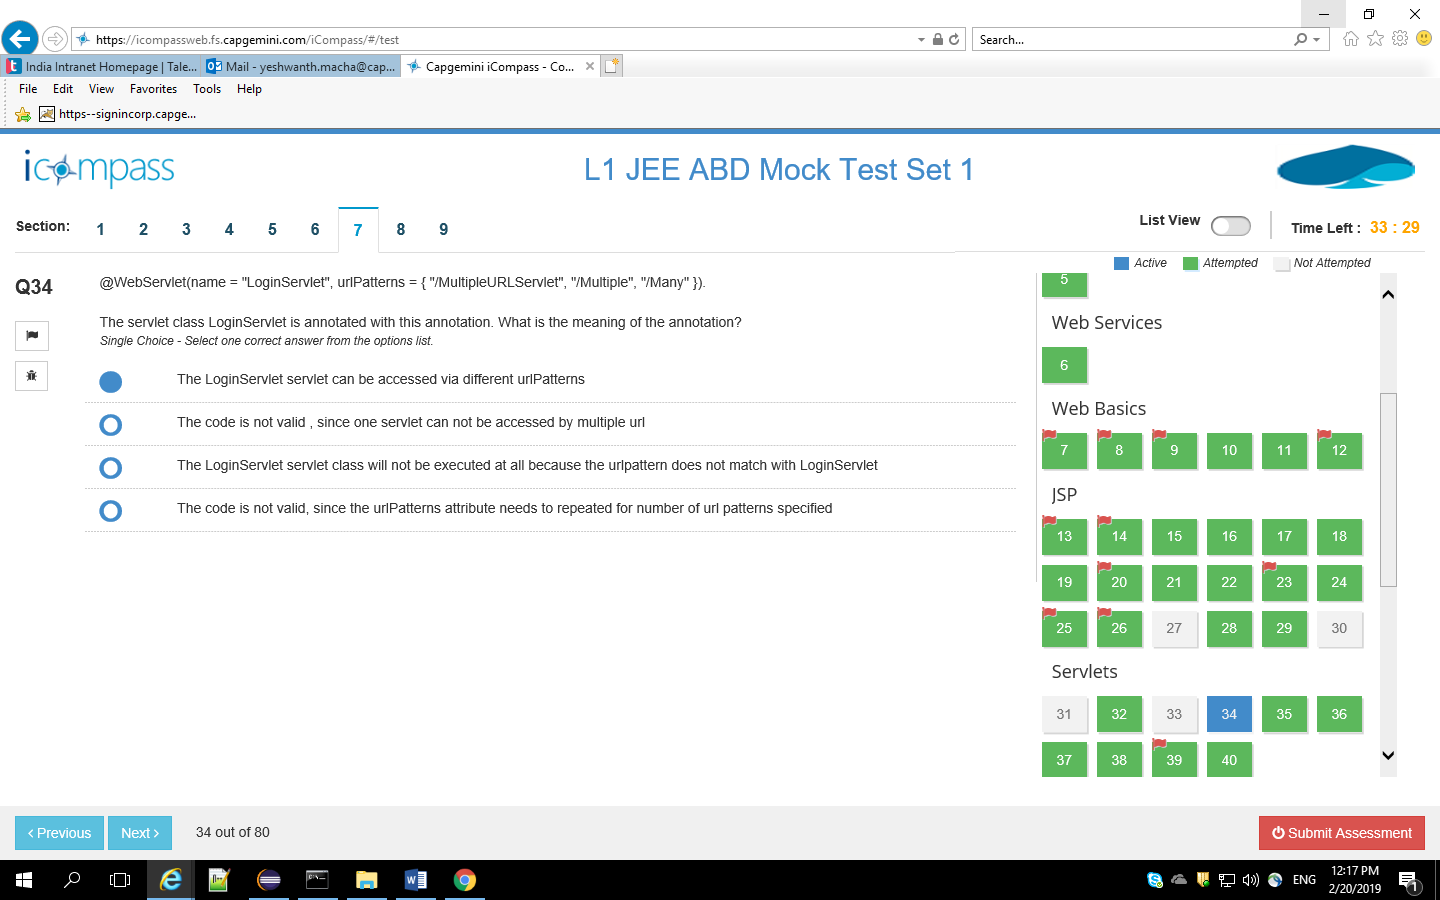 https://icompassweb.fs.capgemini.com/iCompass/#/test
Search...
India Intranet Homepage | Tale...
Mail - yeshwanth.macha@cap...
Capgemini iCompass - Co...
File Edit View Favorites Tools Help
https--signincorp.capge...
icompass
L1 JEE ABD Mock Test Set 1
Section: 1 2 3 4 5 6 7 8 9
List View
Time Left : 33 : 29
Active Attempted Not Attempted
Q34
@WebServlet(name = "LoginServlet", urlPatterns = { "/MultipleURLServlet", "/Multiple", "/Many" }).
The servlet class LoginServlet is annotated with this annotation. What is the meaning of the annotation?
Single Choice - Select one correct answer from the options list.
The LoginServlet servlet can be accessed via different urlPatterns
The code is not valid , since one servlet can not be accessed by multiple url
The LoginServlet servlet class will not be executed at all because the urlpattern does not match with LoginServlet
The code is not valid, since the urlPatterns attribute needs to repeated for number of url patterns specified
5
Web Services
6
Web Basics
7 8 9 10 11 12
JSP
13 14 15 16 17 18
19 20 21 22 23 24
25 26 27 28 29 30
Servlets
31 32 33 34 35 36
37 38 39 40
Previous Next 34 out of 80
Submit Assessment
ENG
12:17 PM
2/20/2019
1